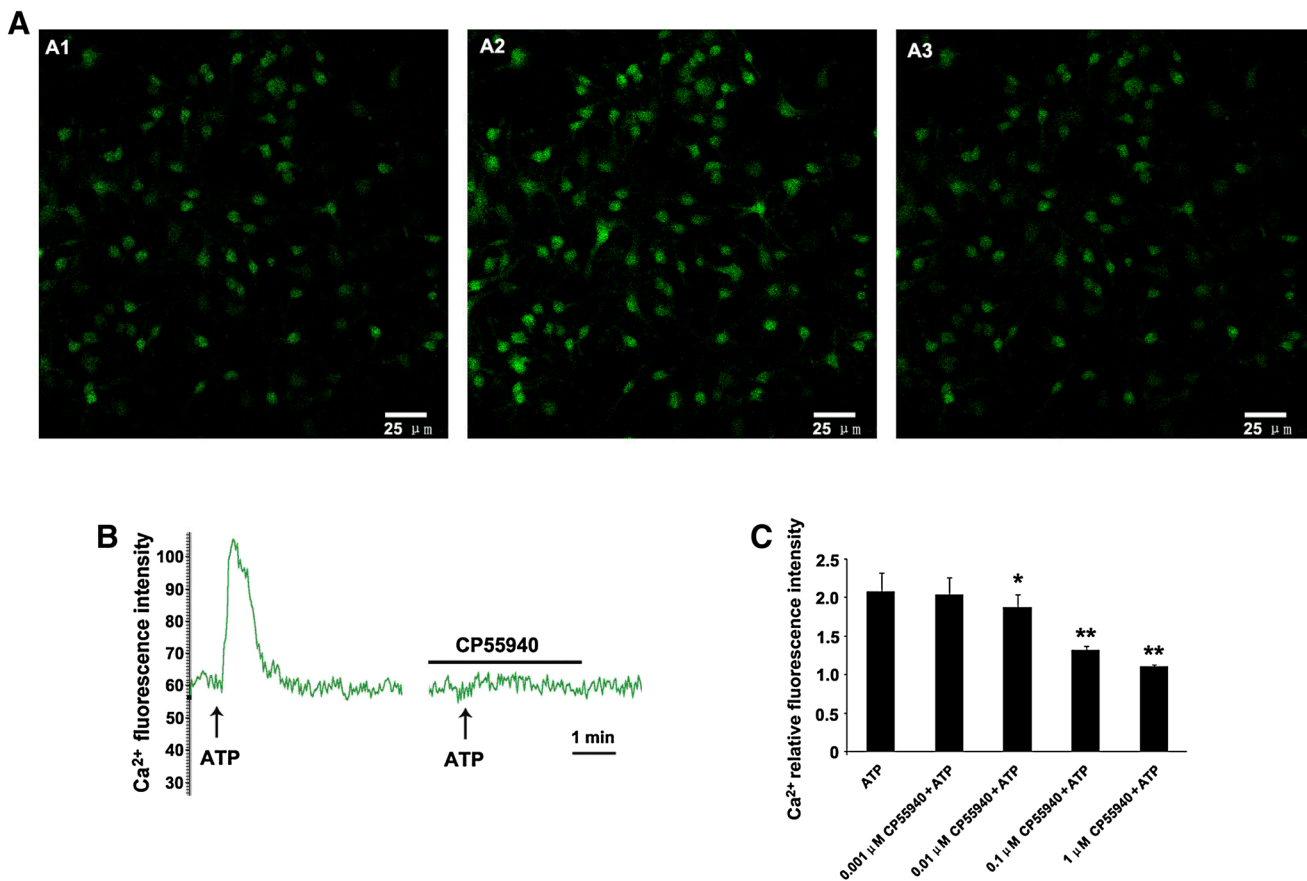 A
A1
A2
A3
25 μm
25 μm
25 μm
B
Ca²⁺ fluorescence intensity
100
90
80
70
60
50
40
30
ATP
CP55940
ATP
1 min
C
Ca²⁺ relative fluorescence intensity
2.5
2.0
1.5
1.0
0.5
0
*
**
**
ATP
0.001 μM CP55940+ATP
0.01 μM CP55940+ATP
0.1 μM CP55940+ATP
1 μM CP55940+ATP